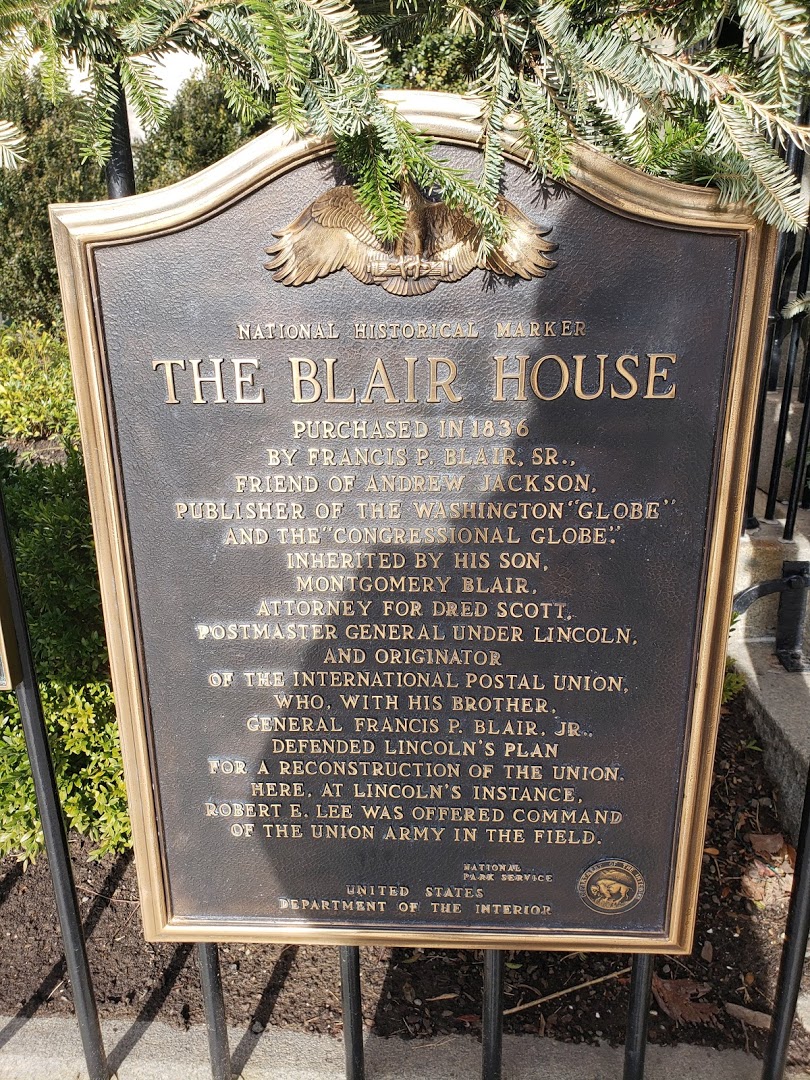 NATIONAL HISTORICAL MARKER
THE BLAIR HOUSE
PURCHASED IN 1836
BY FRANCIS P. BLAIR, SR.,
FRIEND OF ANDREW JACKSON,
PUBLISHER OF THE WASHINGTON "GLOBE"
AND THE "CONGRESSIONAL GLOBE".
INHERITED BY HIS SON,
MONTGOMERY BLAIR,
ATTORNEY FOR DRED SCOTT,
POSTMASTER GENERAL UNDER LINCOLN,
AND ORIGINATOR
OF THE INTERNATIONAL POSTAL UNION,
WHO, WITH HIS BROTHER,
GENERAL FRANCIS P. BLAIR, JR.,
DEFENDED LINCOLN'S PLAN
FOR A RECONSTRUCTION OF THE UNION.
HERE, AT LINCOLN'S INSTANCE,
ROBERT E. LEE WAS OFFERED COMMAND
OF THE UNION ARMY IN THE FIELD.
NATIONAL
PARK SERVICE
UNITED STATES
DEPARTMENT OF THE INTERIOR